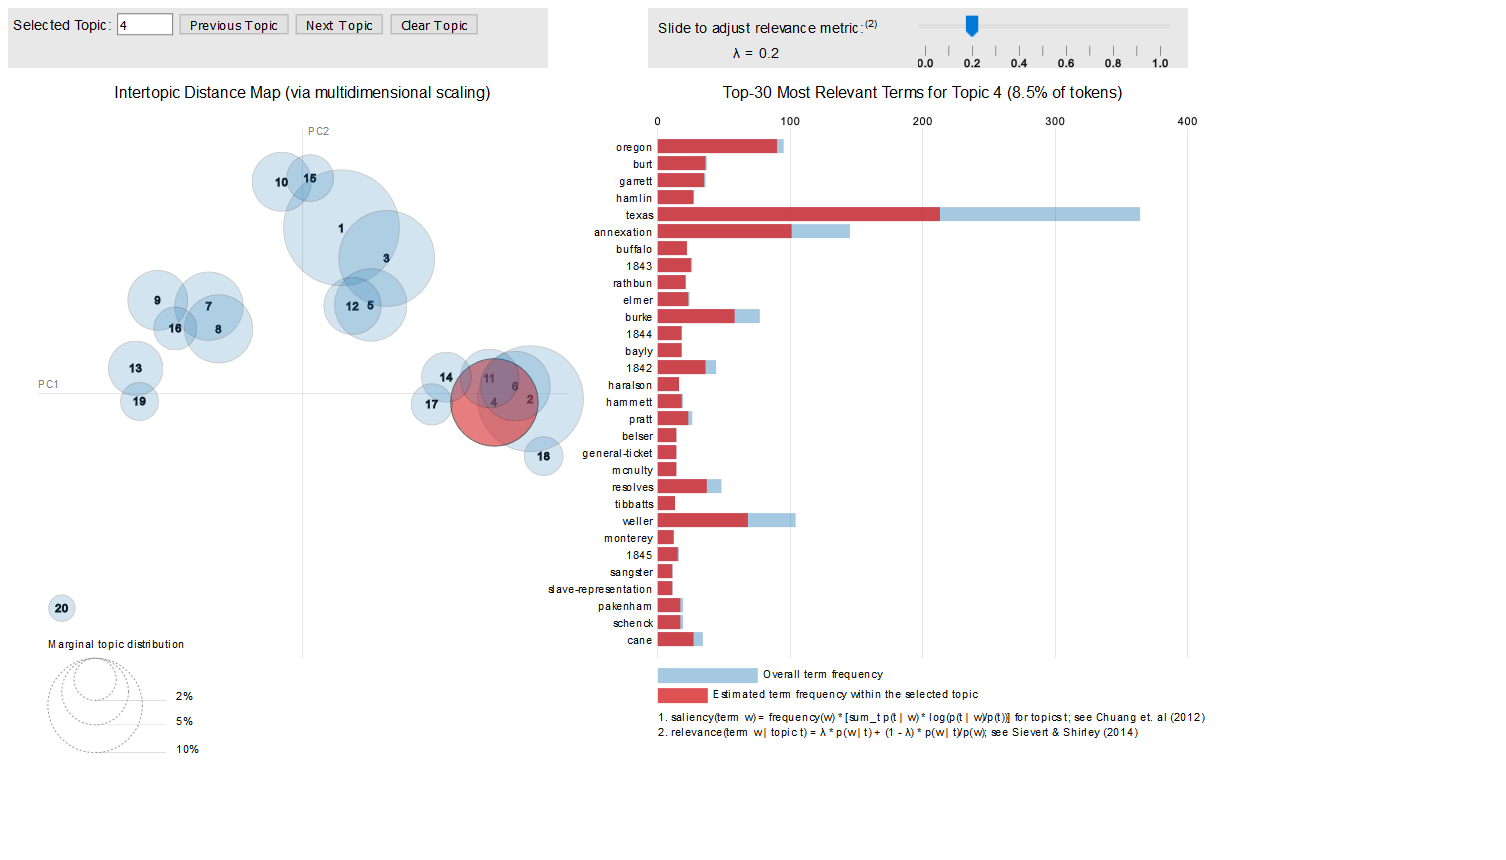 Selected Topic: 4 Previous Topic Next Topic Clear Topic
Slide to adjust relevance metric:(2)
λ = 0.2
0.0 0.2 0.4 0.6 0.8 1.0
Intertopic Distance Map (via multidimensional scaling)
PC2
10 15
1
3
12 5
9 7
16 8
13
19
PC1
14 11 6
17 4 2
18
20
Marginal topic distribution
2%
5%
10%
Top-30 Most Relevant Terms for Topic 4 (8.5% of tokens)
0 100 200 300 400
oregon
burt
garrett
hamlin
texas
annexation
buffalo
1843
rathbun
elmer
burke
1844
bayly
1842
haralson
hammett
pratt
belser
general-ticket
mcnulty
resolves
tibbatts
weller
monterey
1845
sangster
slave-representation
pakenham
schenck
cane
Overall term frequency
Estimated term frequency within the selected topic
1. saliency(term w) = frequency(w) * [sum_t p(t | w) * log(p(t | w)/p(t))] for topics t; see Chuang et. al (2012)
2. relevance(term w | topic t) = λ * p(w | t) + (1 - λ) * p(w | t)/p(w); see Sievert & Shirley (2014)